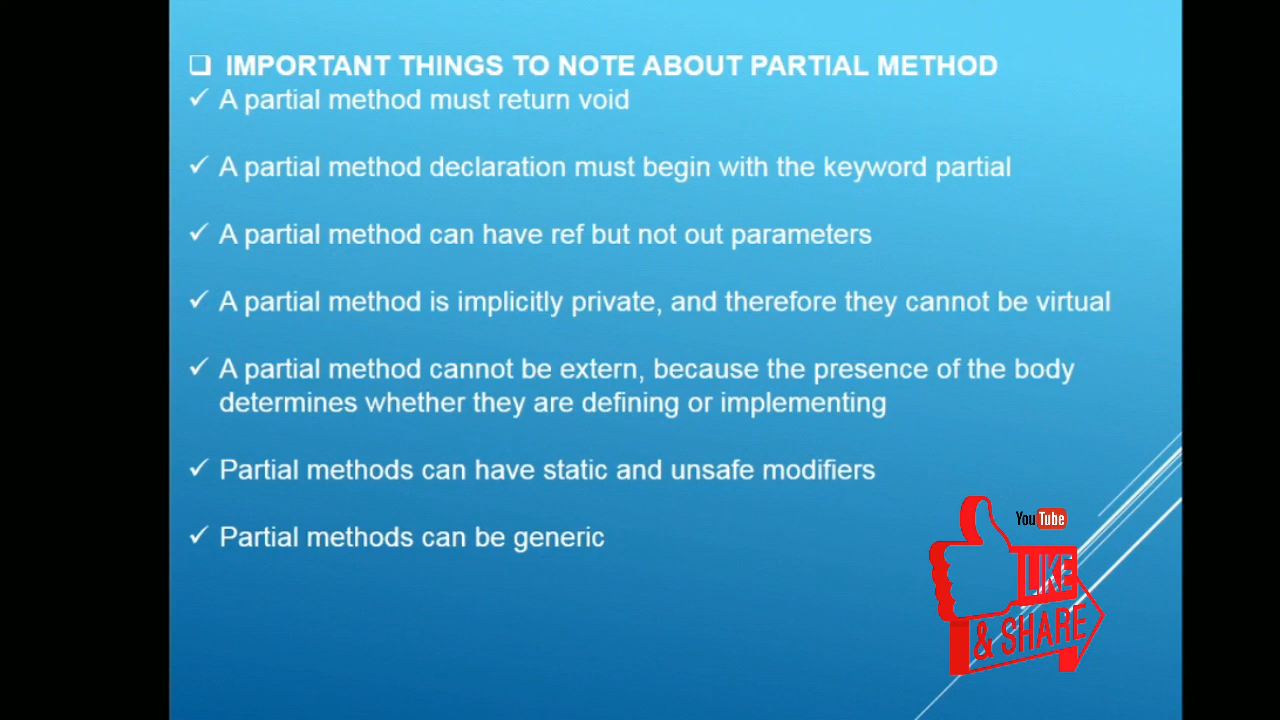 IMPORTANT THINGS TO NOTE ABOUT PARTIAL METHOD
A partial method must return void
A partial method declaration must begin with the keyword partial
A partial method can have ref but not out parameters
A partial method is implicitly private, and therefore they cannot be virtual
A partial method cannot be extern, because the presence of the body
determines whether they are defining or implementing
Partial methods can have static and unsafe modifiers
Partial methods can be generic
YouTube
LIKE
& SHARE